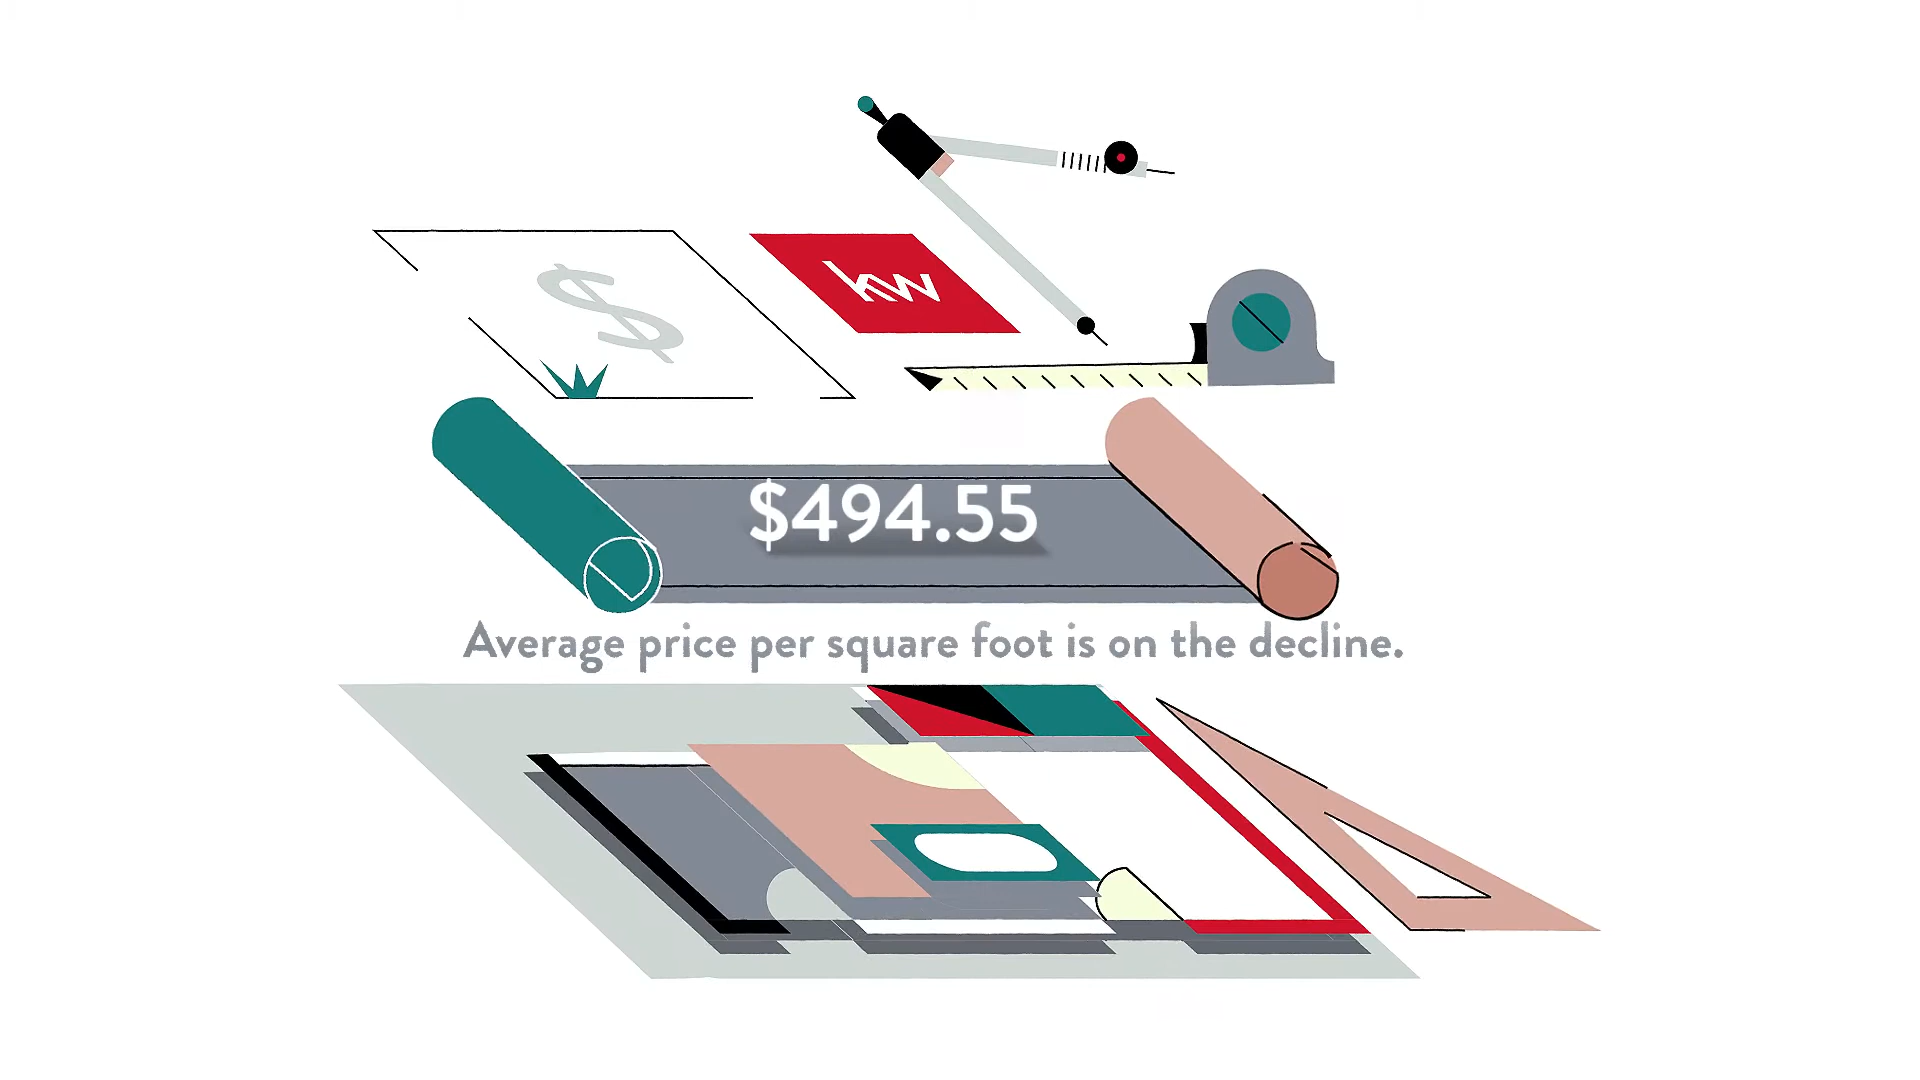 $
kw
$494.55
Average price per square foot is on the decline.